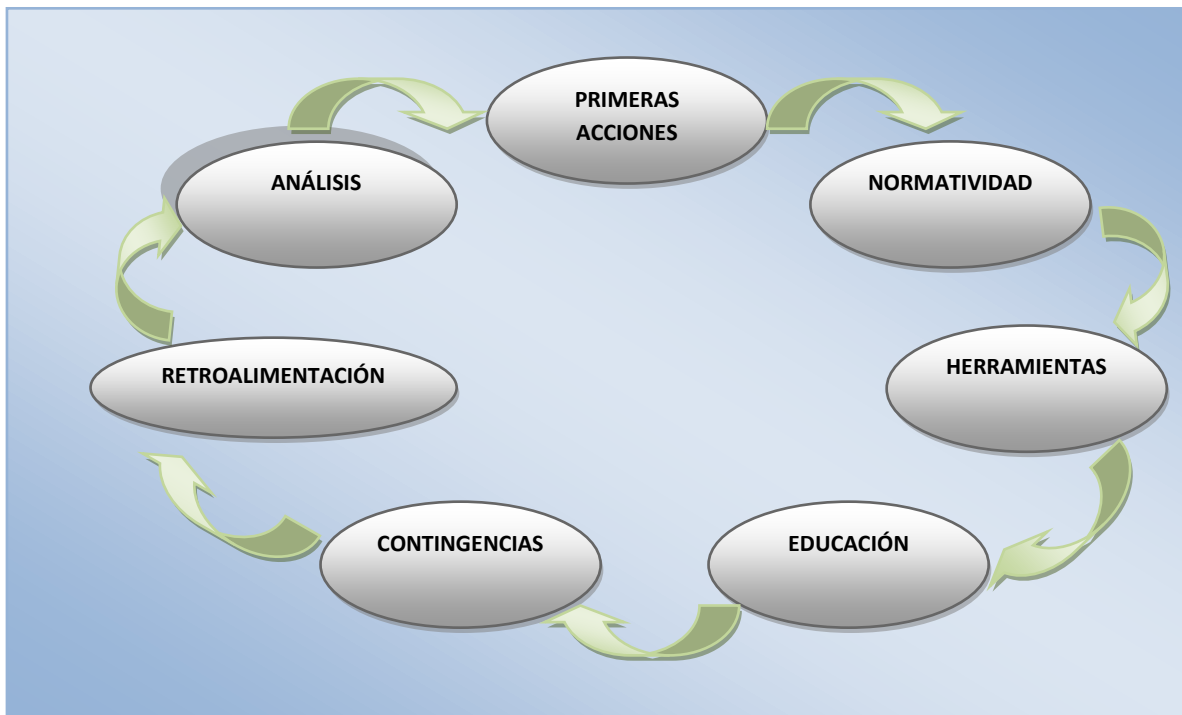 PRIMERAS
ACCIONES
ANÁLISIS
NORMATIVIDAD
RETROALIMENTACIÓN
HERRAMIENTAS
CONTINGENCIAS
EDUCACIÓN